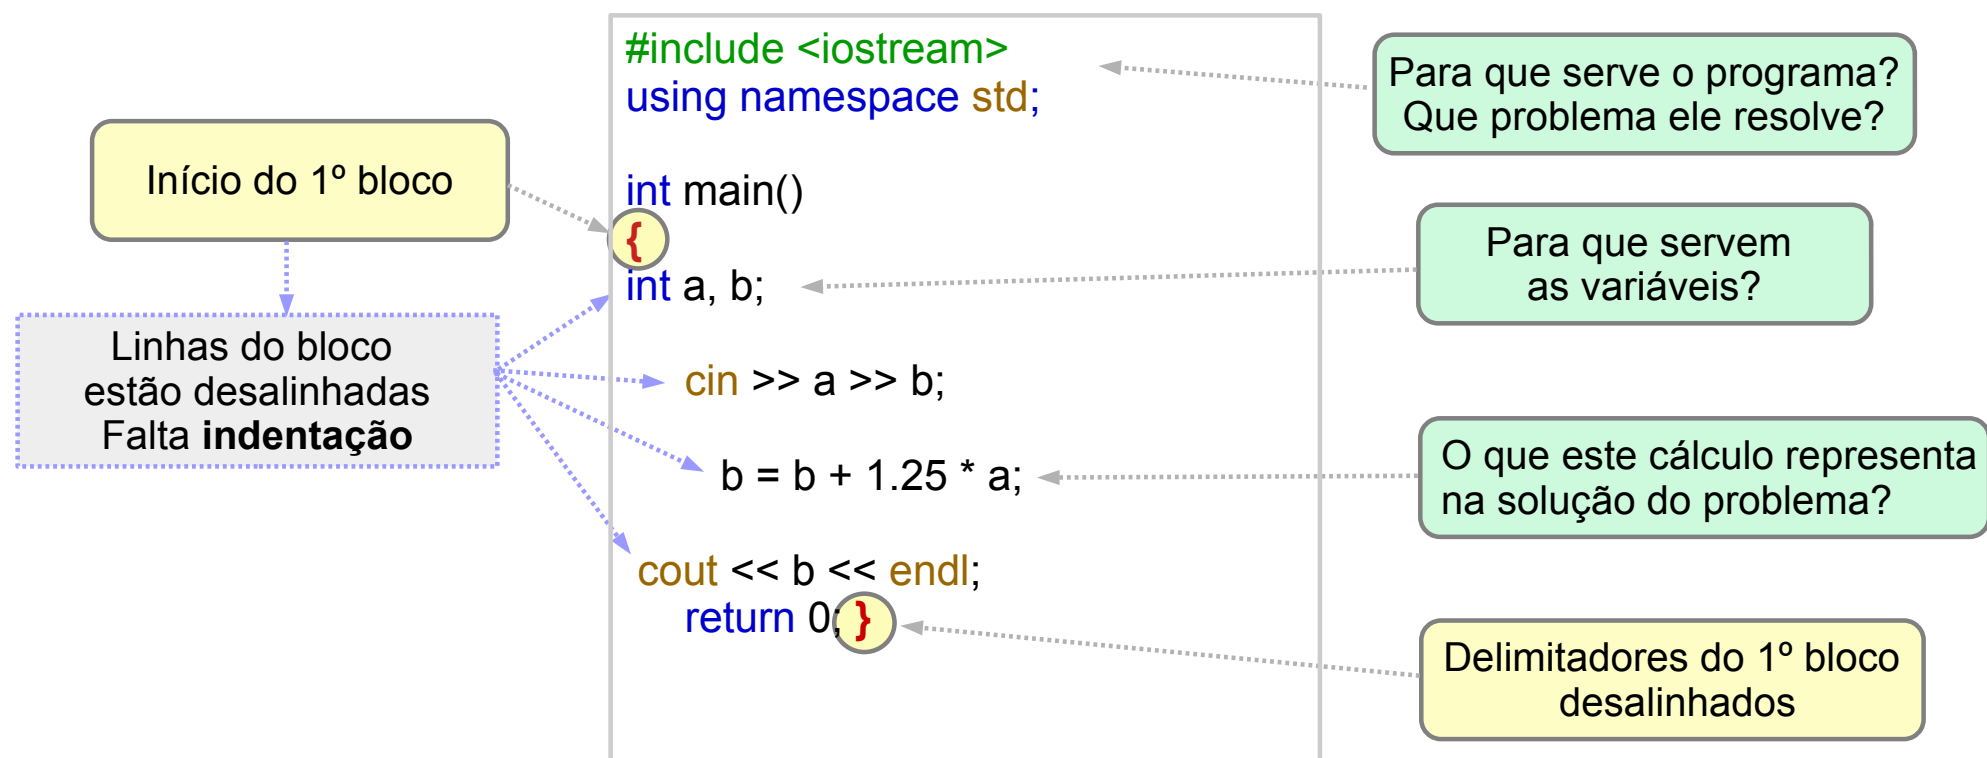 #include <iostream>
using namespace std;
int main()
{
int a, b;
cin >> a >> b;
b = b + 1.25 * a;
cout << b << endl;
return 0; }
Início do 1º bloco
Linhas do bloco
estão desalinhadas
Falta indentação
Para que serve o programa?
Que problema ele resolve?
Para que servem
as variáveis?
O que este cálculo representa
na solução do problema?
Delimitadores do 1º bloco
desalinhados